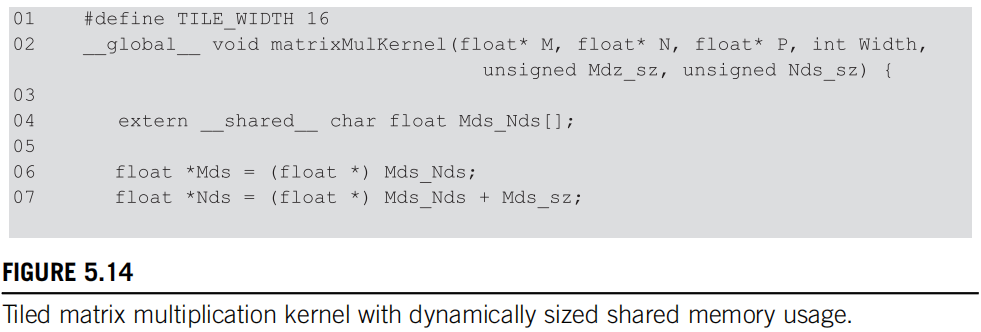 01 #define TILE_WIDTH 16
02 __global__ void matrixMulKernel(float* M, float* N, float* P, int Width,
unsigned Mdz_sz, unsigned Nds_sz) {
03
04 extern __shared__ char float Mds_Nds[];
05
06 float *Mds = (float *) Mds_Nds;
07 float *Nds = (float *) Mds_Nds + Mds_sz;
FIGURE 5.14
Tiled matrix multiplication kernel with dynamically sized shared memory usage.